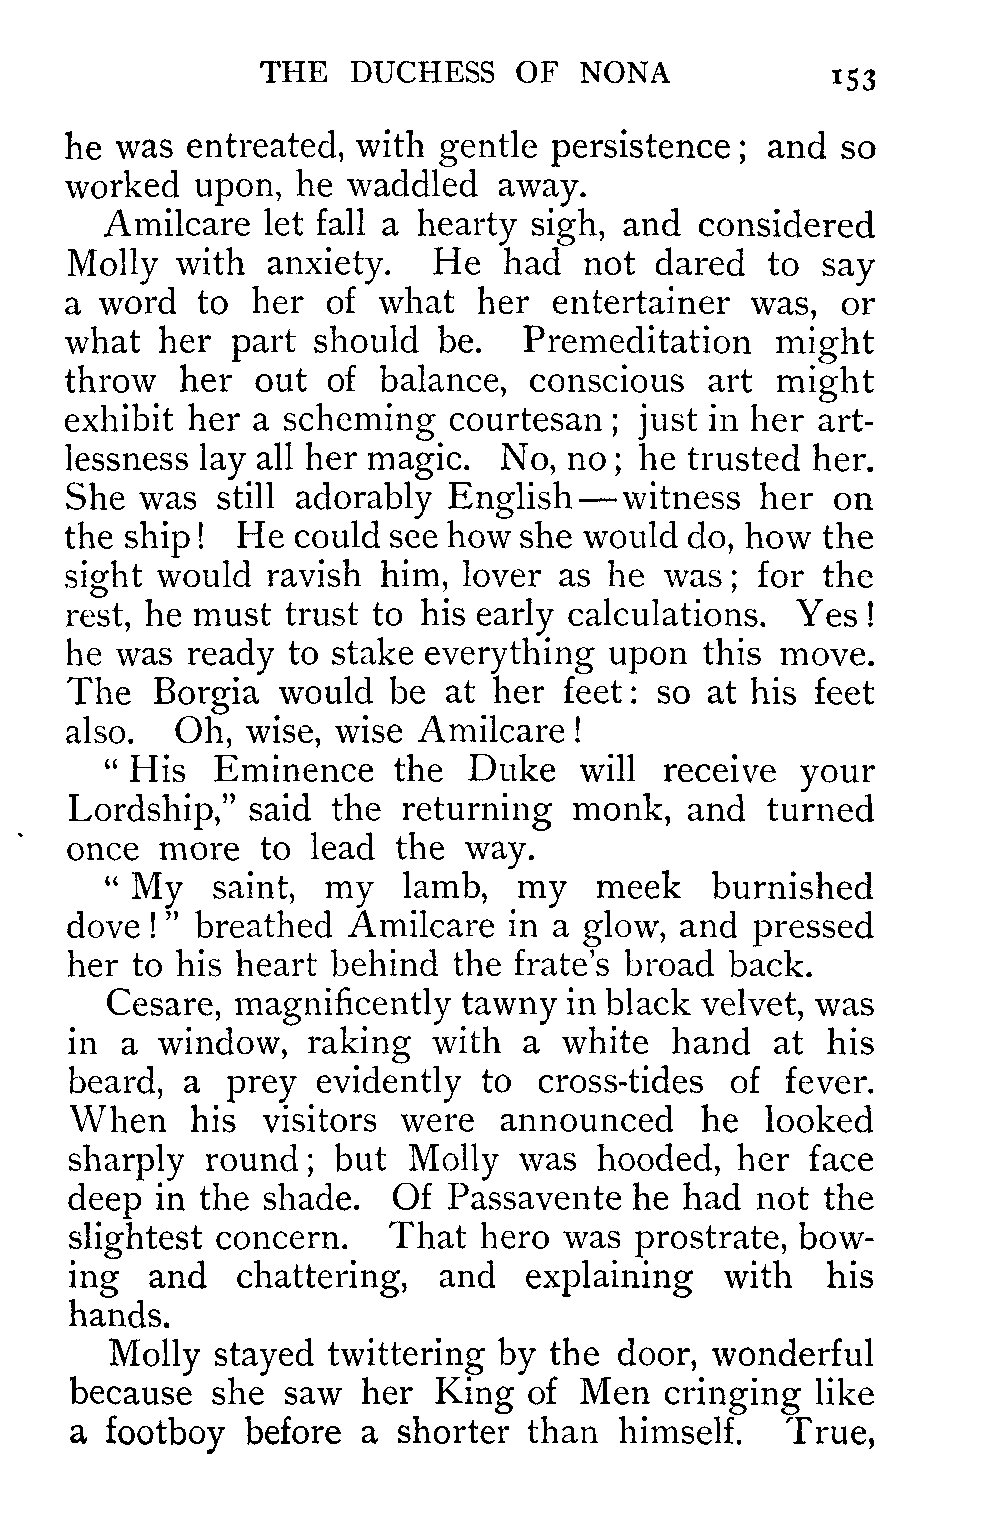 THE DUCHESS OF NONA 153
he was entreated, with gentle persistence; and so
worked upon, he waddled away.
Amilcare let fall a hearty sigh, and considered
Molly with anxiety. He had not dared to say
a word to her of what her entertainer was, or
what her part should be. Premeditation might
throw her out of balance, conscious art might
exhibit her a scheming courtesan; just in her art-
lessness lay all her magic. No, no; he trusted her.
She was still adorably English—witness her on
the ship! He could see how she would do, how the
sight would ravish him, lover as he was; for the
rest, he must trust to his early calculations. Yes!
he was ready to stake everything upon this move.
The Borgia would be at her feet: so at his feet
also. Oh, wise, wise Amilcare!
“His Eminence the Duke will receive your
Lordship,” said the returning monk, and turned
once more to lead the way.
“My saint, my lamb, my meek burnished
dove!” breathed Amilcare in a glow, and pressed
her to his heart behind the frate's broad back.
Cesare, magnificently tawny in black velvet, was
in a window, raking with a white hand at his
beard, a prey evidently to cross-tides of fever.
When his visitors were announced he looked
sharply round; but Molly was hooded, her face
deep in the shade. Of Passavente he had not the
slightest concern. That hero was prostrate, bow-
ing and chattering, and explaining with his
hands.
Molly stayed twittering by the door, wonderful
because she saw her King of Men cringing like
a footboy before a shorter than himself. True,